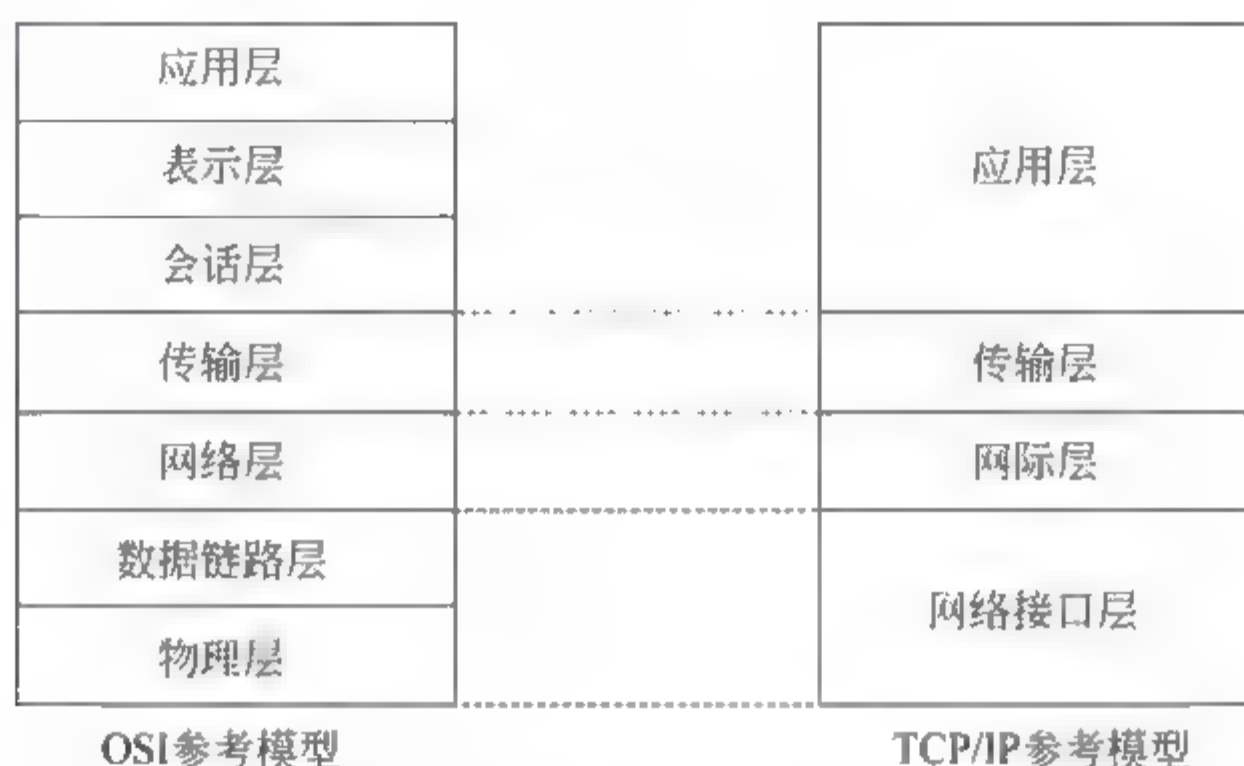 应用层
表示层
会话层
传输层
网络层
数据链路层
物理层
OSI参考模型
应用层
传输层
网际层
网络接口层
TCP/IP参考模型